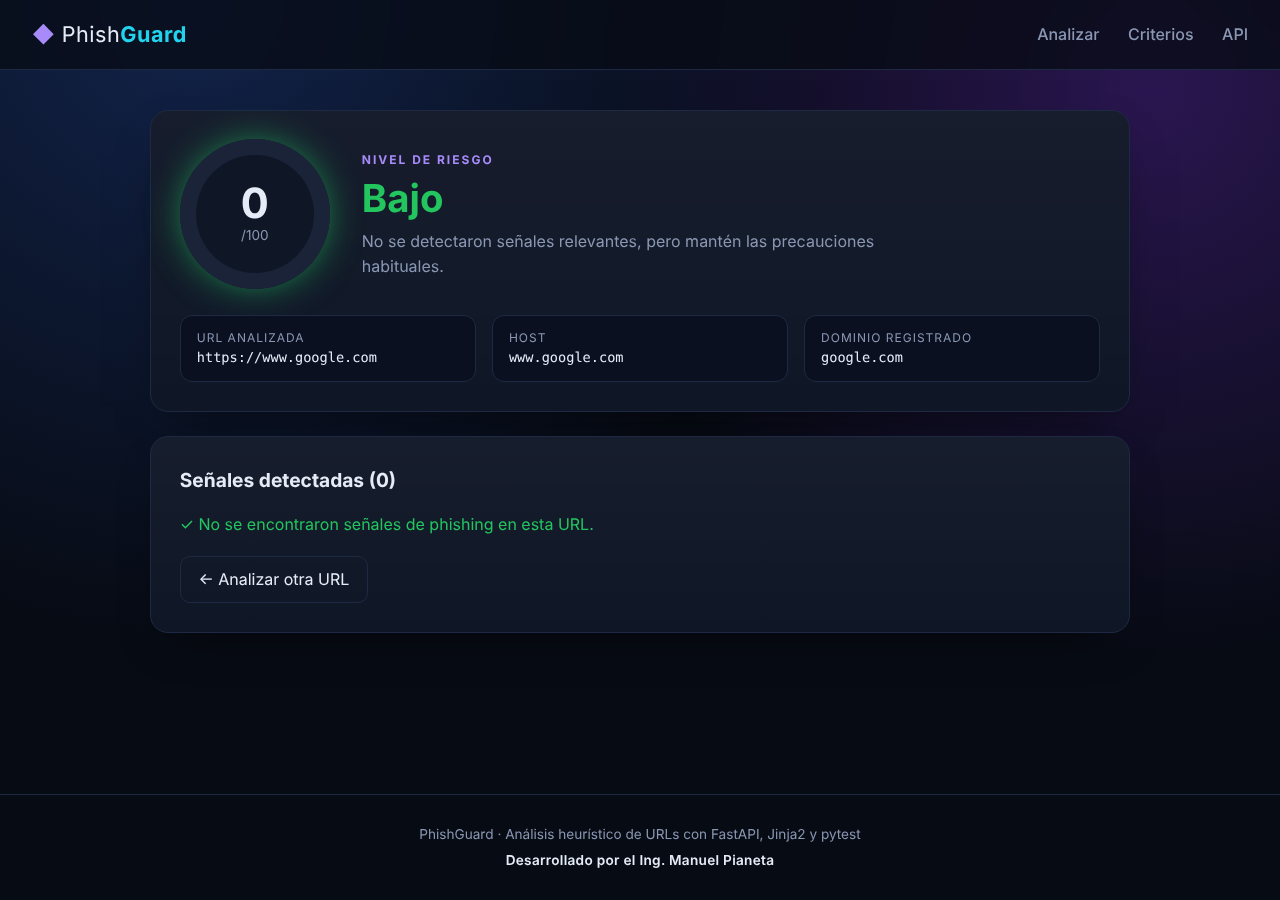 PhishGuard
Analizar
Criterios
API
0
/100
NIVEL DE RIESGO
Bajo
No se detectaron señales relevantes, pero mantén las precauciones
habituales.
URL ANALIZADA
https://www.google.com
HOST
www.google.com
DOMINIO REGISTRADO
google.com
Señales detectadas (0)
✓ No se encontraron señales de phishing en esta URL.
← Analizar otra URL
PhishGuard · Análisis heurístico de URLs con FastAPI, Jinja2 y pytest
Desarrollado por el Ing. Manuel Pianeta